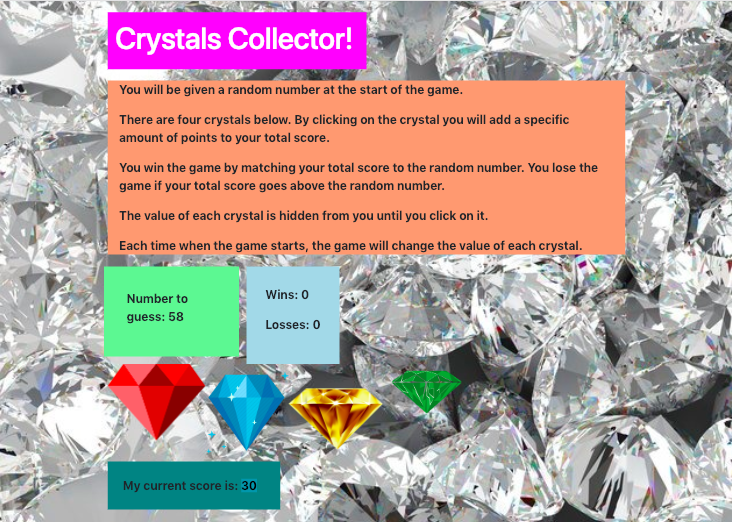 Crystals Collector!
You will be given a random number at the start of the game.
There are four crystals below. By clicking on the crystal you will add a specific
amount of points to your total score.
You win the game by matching your total score to the random number. You lose the
game if your total score goes above the random number.
The value of each crystal is hidden from you until you click on it.
Each time when the game starts, the game will change the value of each crystal.
Number to
guess: 58
Wins: 0
Losses: 0
My current score is: 30